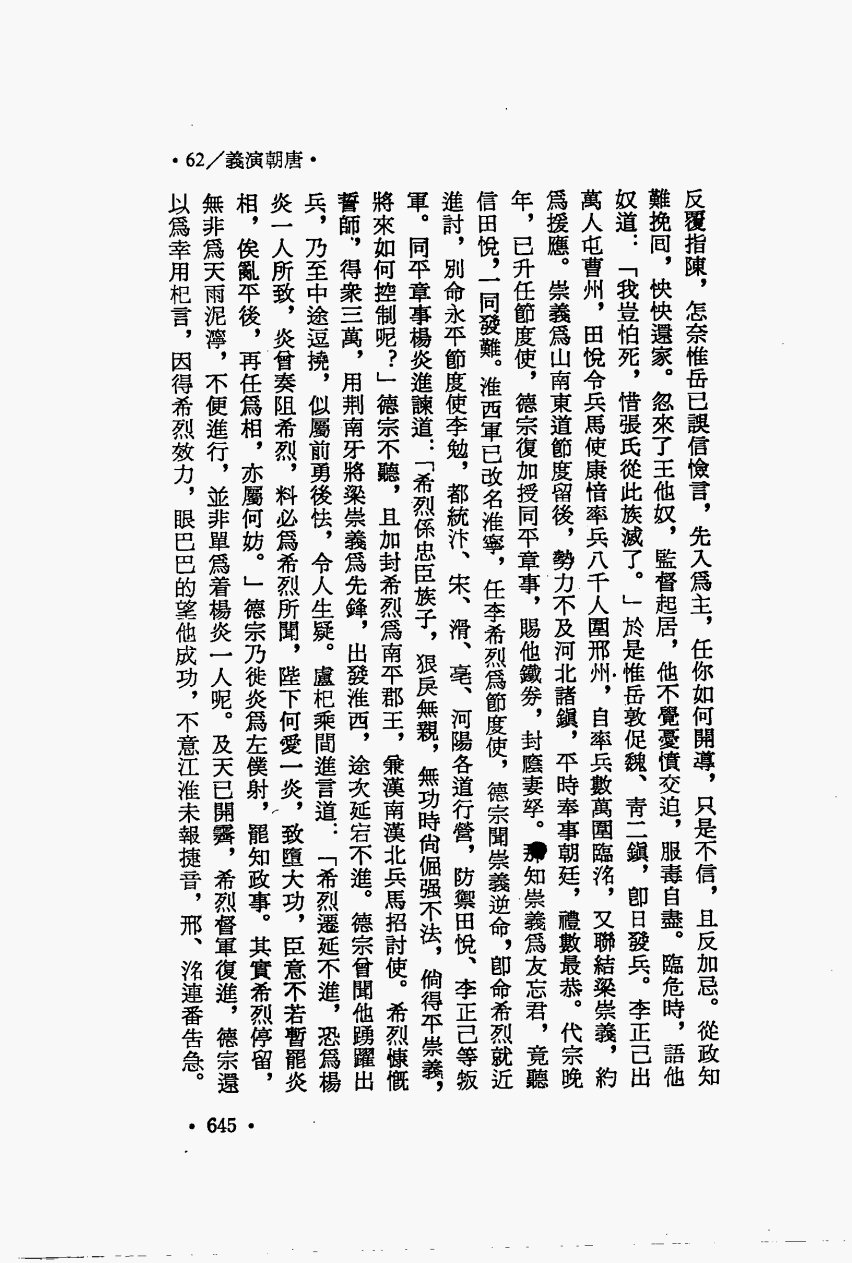 •62／義演朝唐•
反覆指陳，怎奈惟岳已誤信憸言，先入爲主，任你如何開導，只是不信，且反加忌。從政知
難挽囘，怏怏還家。忽來了王他奴，監督起居，他不覺憂憤交迫，服毒自盡。臨危時，語他
奴道：「我豈怕死，惜張氏從此族滅了。」於是惟岳敦促魏、靑二鎭，卽日發兵。李正己出
萬人屯曹州，田悅令兵馬使康愔率兵八千人圍邢州，自率兵數萬圍臨洺，又聯結梁崇義，約
爲援應。崇義爲山南東道節度留後，勢力不及河北諸鎭，平時奉事朝廷，禮數最恭。代宗晚
年，已升任節度使，德宗復加授同平章事，賜他鐵券，封廕妻孥。知崇義爲友忘君，竟聽
信田悅，一同發難。淮西軍已改名淮寧，任李希烈爲節度使，德宗聞崇義逆命，卽命希烈就近
進討，別命永平節度使李勉，都統汴、宋、滑、亳、河陽各道行營，防禦田悅、李正己等叛
軍。同平章事楊炎進諫道：「希烈係忠臣族子，狠戾無親，無功時尙倔强不法，倘得平崇義，
將來如何控制呢？」德宗不聽，且加封希烈爲南平郡王，兼漢南漢北兵馬招討使。希烈慷慨
誓師，得衆三萬，用荆南牙將梁崇義爲先鋒，出發淮西，途次延宕不進。德宗曾聞他踴躍出
兵，乃至中途逗撓，似屬前勇後怯，令人生疑。盧杞乘間進言道：「希烈遷延不進，恐爲楊
炎一人所致，炎曾奏阻希烈，料必爲希烈所聞，陛下何愛一炎，致墮大功，臣意不若暫罷炎
相，俟亂平後，再任爲相，亦屬何妨。」德宗乃徙炎爲左僕射，罷知政事。其實希烈停留，
無非爲天雨泥濘，不便進行，並非單爲着楊炎一人呢。及天已開霽，希烈督軍復進，德宗還
以爲幸用杞言，因得希烈效力，眼巴巴的望他成功，不意江淮未報捷音，邢、洺連番吿急。
•645•